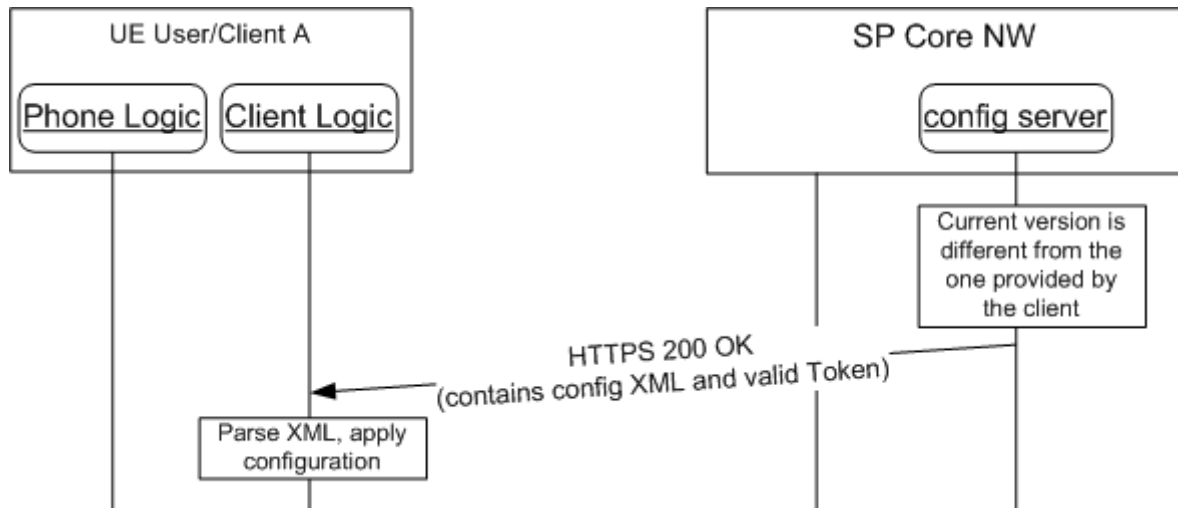 UE User/Client A
SP Core NW
Phone Logic
Client Logic
config server
Current version is
different from the
one provided by
the client
HTTPS 200 OK
(contains config XML and valid Token)
Parse XML, apply
configuration